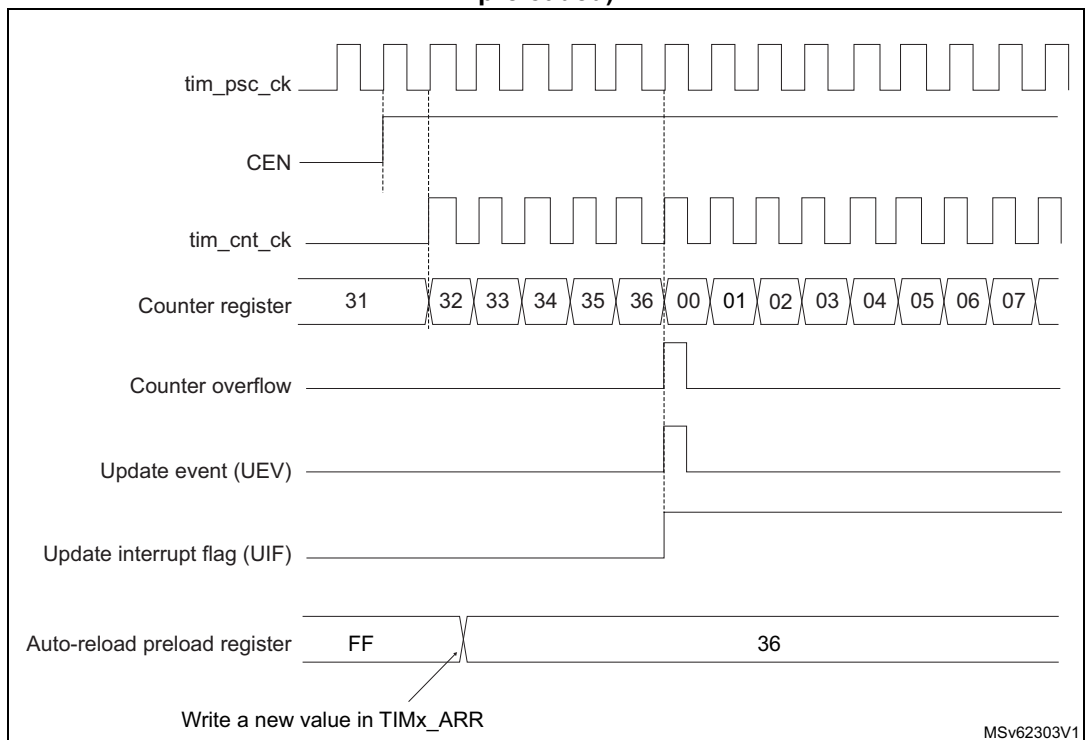 tim_psc_ck
CEN
tim_cnt_ck
Counter register 31 32 33 34 35 36 00 01 02 03 04 05 06 07
Counter overflow
Update event (UEV)
Update interrupt flag (UIF)
Auto-reload preload register FF 36
Write a new value in TIMx_ARR
MSv62303V1